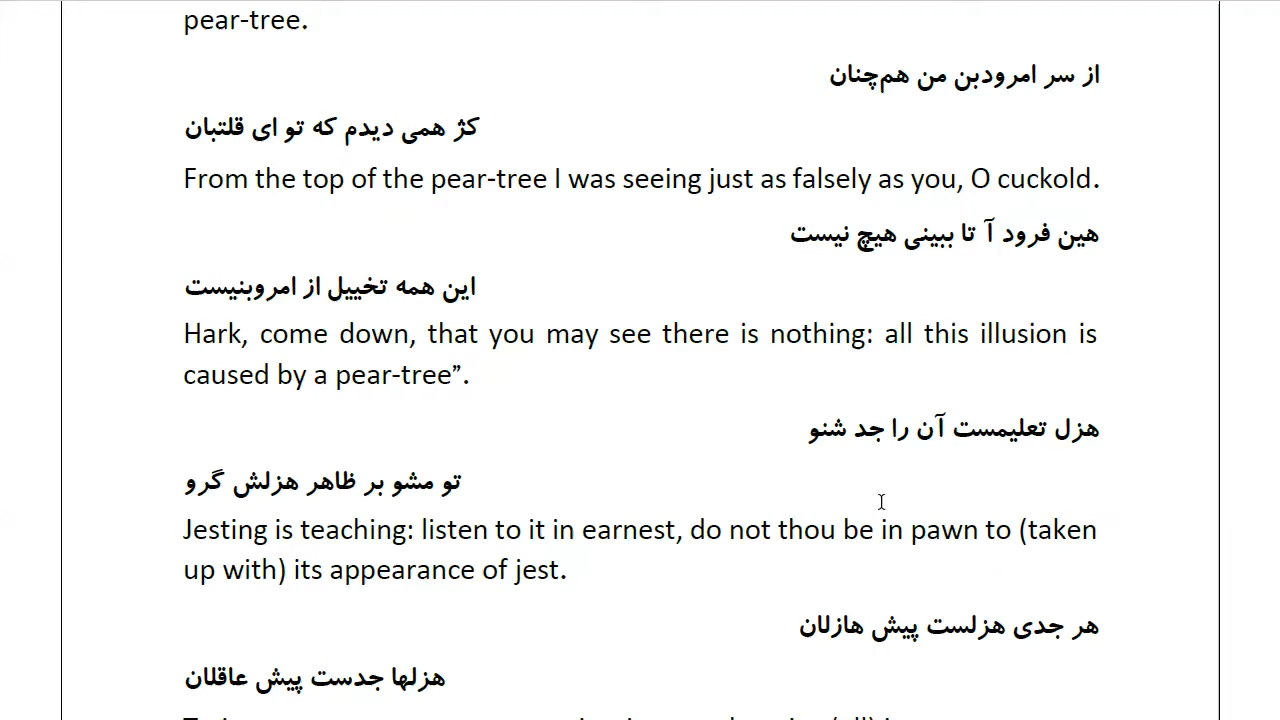 pear-tree.
از سر امرودبن من هم‌چنان
کژ همی دیدم که تو ای قلتبان
From the top of the pear-tree I was seeing just as falsely as you, O cuckold.
هین فرود آ تا ببینی هیچ نیست
این همه تخییل از امروبنیست
Hark, come down, that you may see there is nothing: all this illusion is
caused by a pear-tree”.
هزل تعلیمست آن را جد شنو
تو مشو بر ظاهر هزلش گرو
Jesting is teaching: listen to it in earnest, do not thou be in pawn to (taken
up with) its appearance of jest.
هر جدی هزلست پیش هازلان
هزلها جدست پیش عاقلان